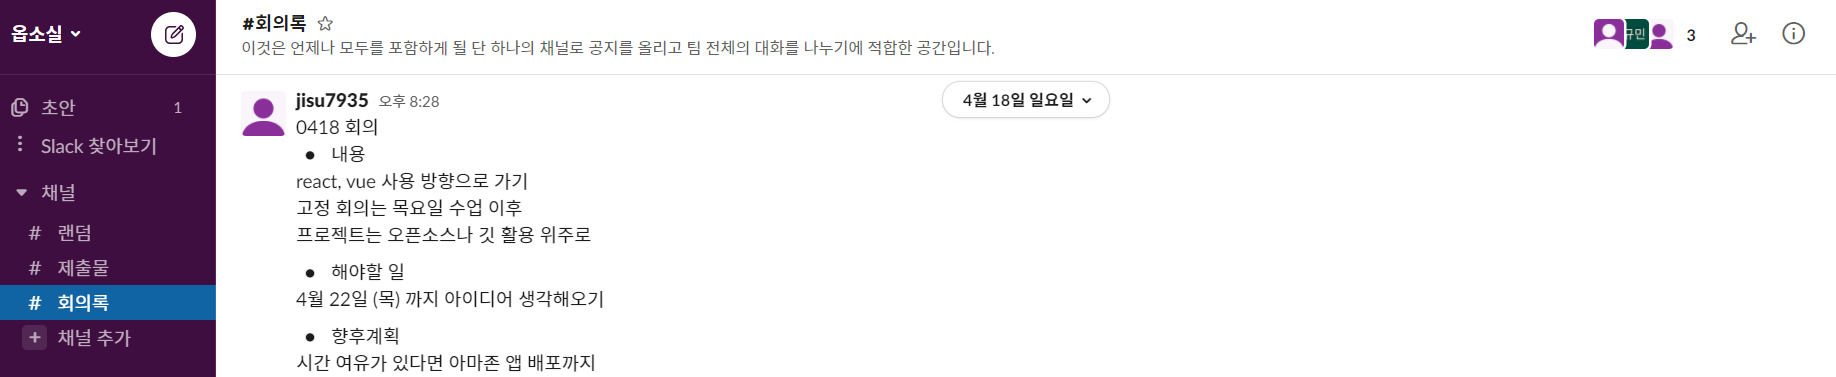 옵소실
초안 1
Slack 찾아보기
채널
# 랜덤
# 제출물
# 회의록
+ 채널 추가
#회의록
이것은 언제나 모두를 포함하게 될 단 하나의 채널로 공지를 올리고 팀 전체의 대화를 나누기에 적합한 공간입니다.
규민
3
4월 18일 일요일
jisu7935 오후 8:28
0418 회의
• 내용
react, vue 사용 방향으로 가기
고정 회의는 목요일 수업 이후
프로젝트는 오픈소스나 깃 활용 위주로
• 해야할 일
4월 22일 (목) 까지 아이디어 생각해오기
• 향후계획
시간 여유가 있다면 아마존 앱 배포까지